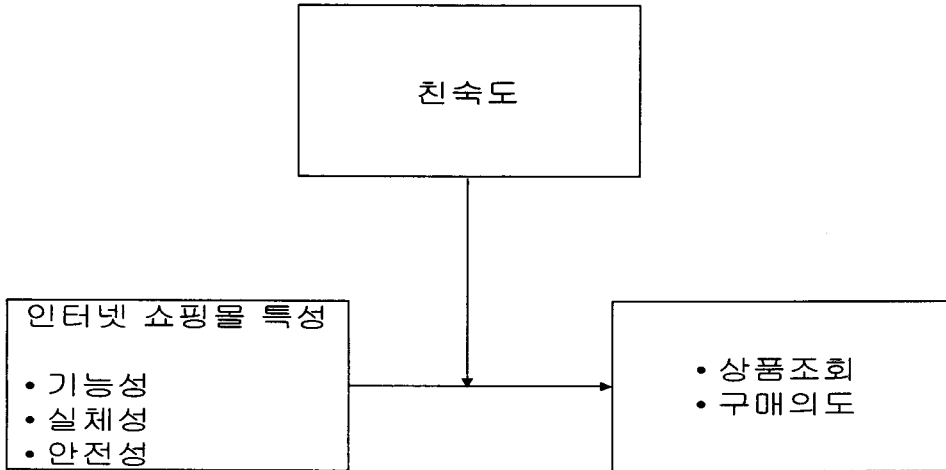 친숙도
인터넷 쇼핑몰 특성
• 기능성
• 실체성
• 안전성
• 상품조회
• 구매의도